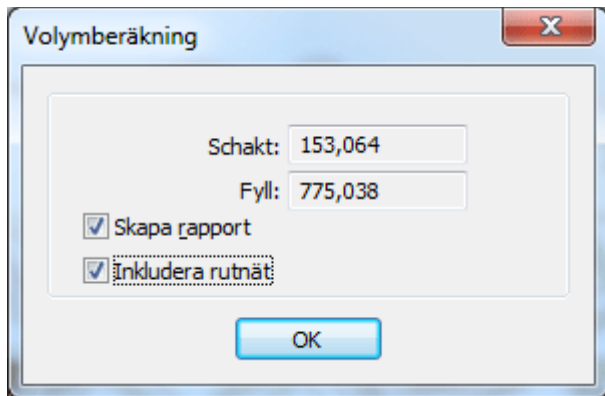 Volymberäkning
Schakt: 153,064
Fyll: 775,038
Skapa rapport
Inkludera rutnät
OK